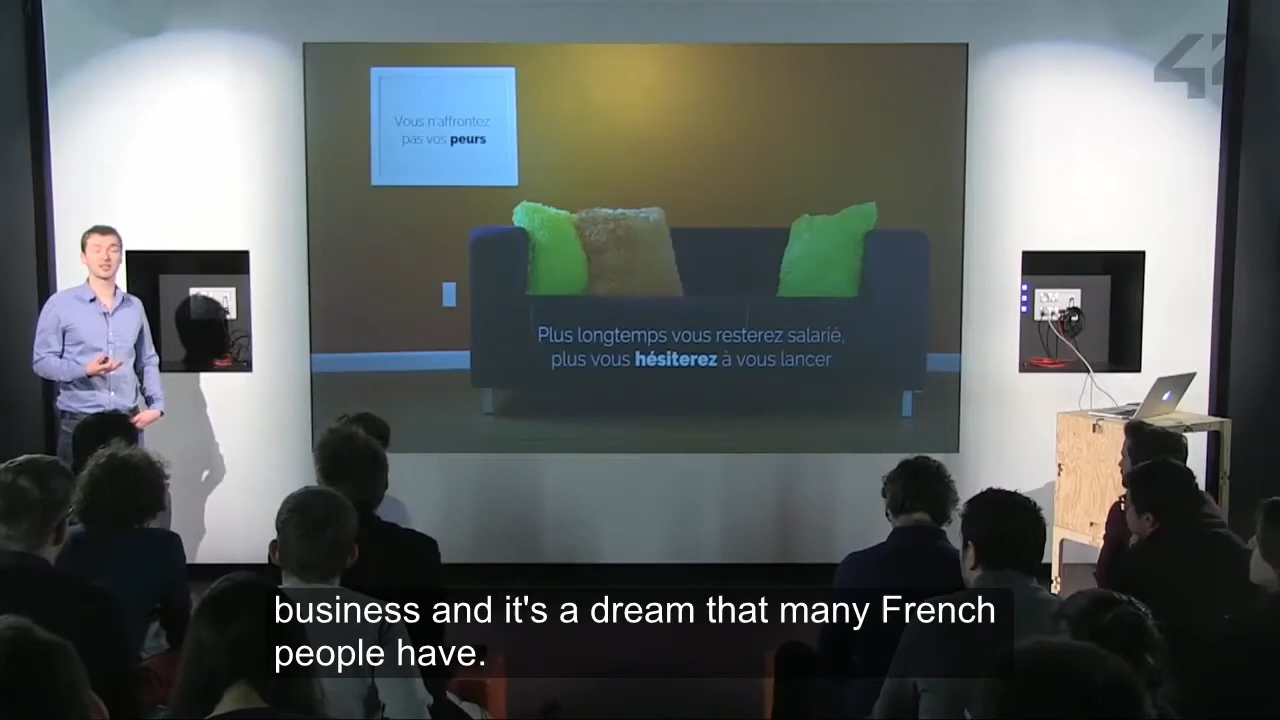 42
Vous n'affrontez
pas vos peurs
Plus longtemps vous resterez salarié,
plus vous hésiterez à vous lancer
business and it's a dream that many French
people have.